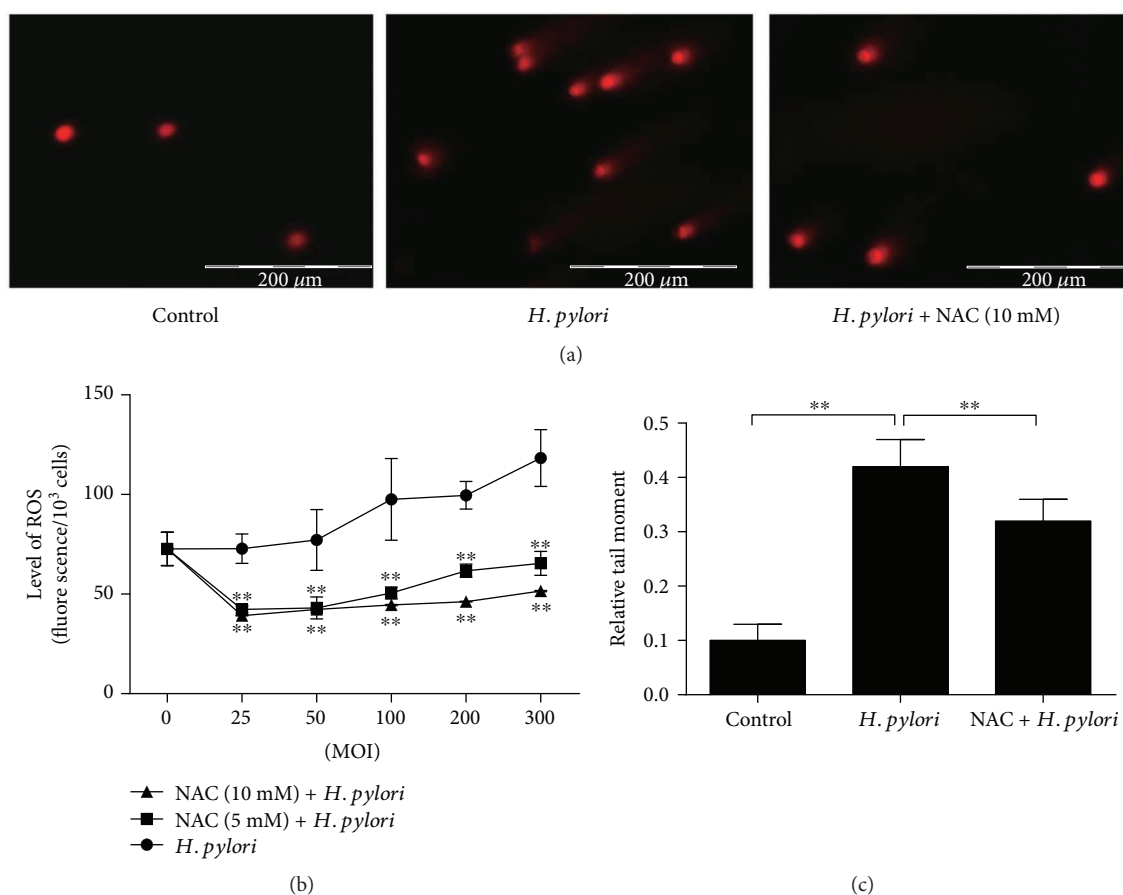 200 μm
200 μm
200 μm
Control
H. pylori
H. pylori + NAC (10 mM)
(a)
Level of ROS
(fluore scence/10³ cells)
150
100
50
0
**
**
**
**
**
**
**
**
**
**
0 25 50 100 200 300
(MOI)
NAC (10 mM) + H. pylori
NAC (5 mM) + H. pylori
H. pylori
(b)
Relative tail moment
0.5
0.4
0.3
0.2
0.1
0.0
**
**
Control H. pylori NAC + H. pylori
(c)